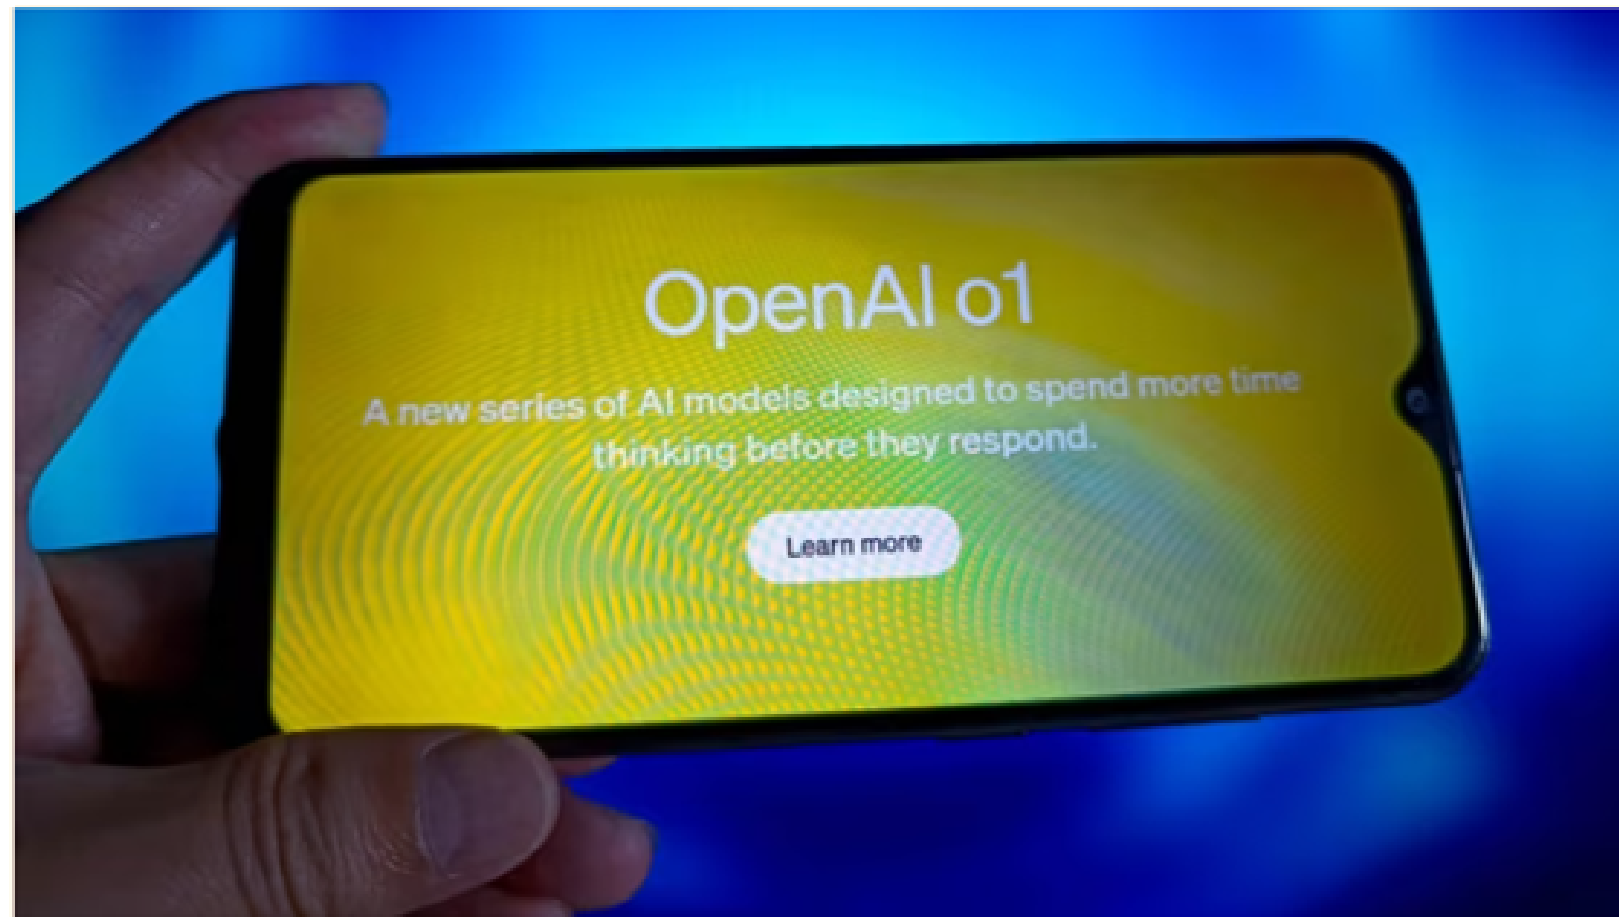 OpenAI o1
A new series of AI models designed to spend more time
thinking before they respond.
Learn more